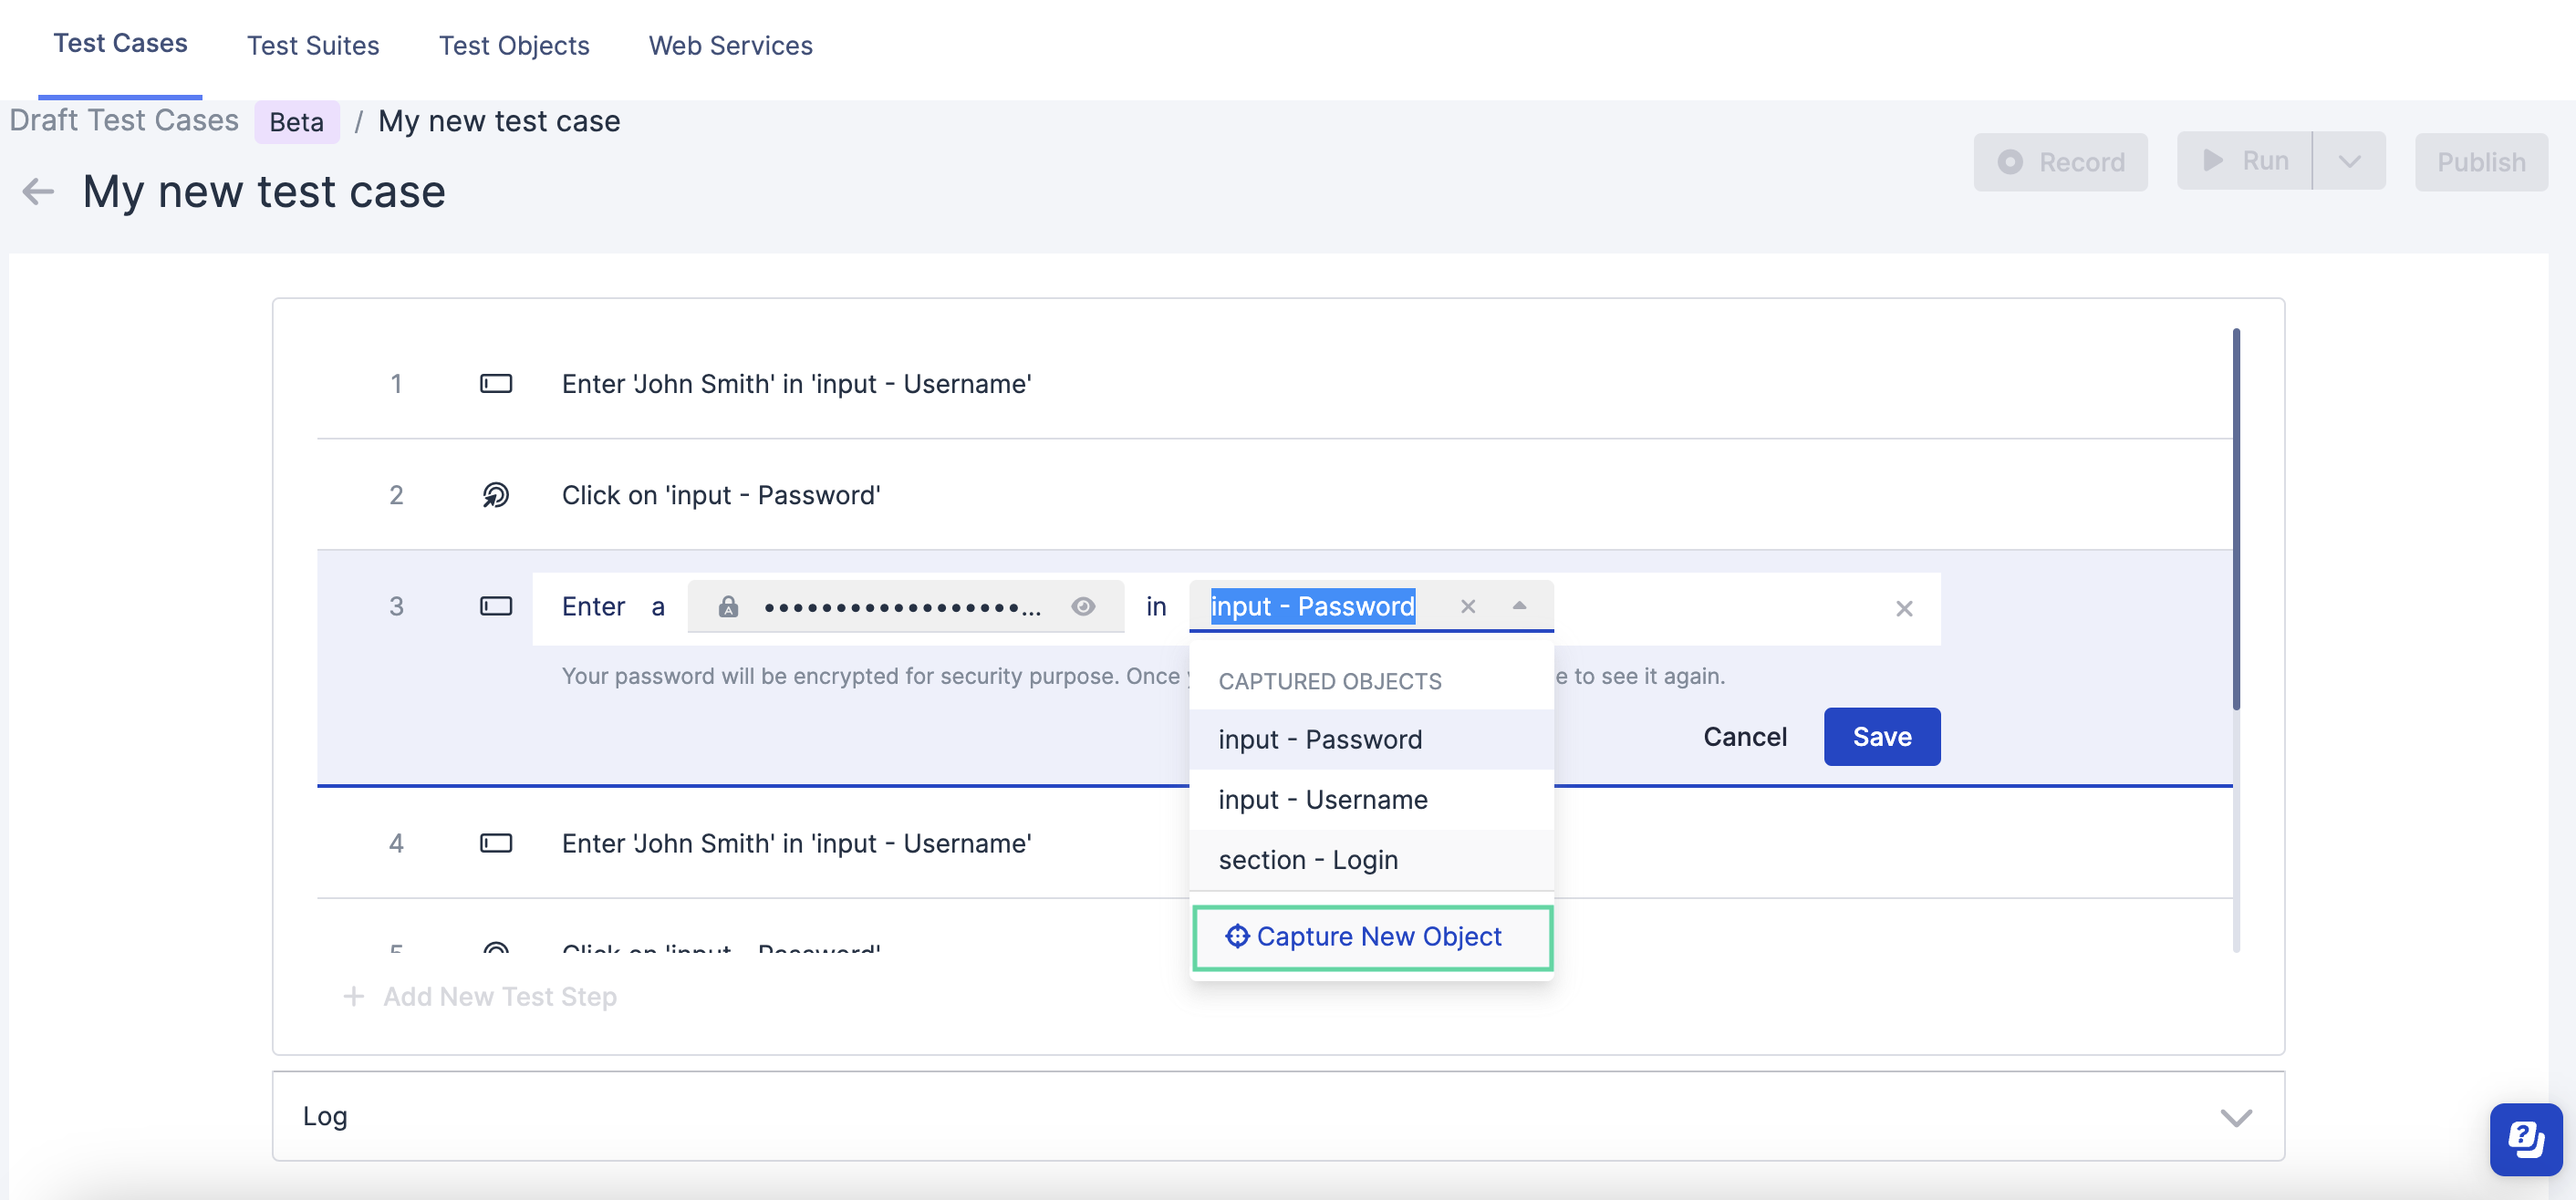 Test Cases Test Suites Test Objects Web Services
Draft Test Cases Beta / My new test case
Record Run Publish
My new test case
1 Enter 'John Smith' in 'input - Username'
2 Click on 'input - Password'
3 Enter a ••••••••••••••••••... in input - Password
Your password will be encrypted for security purpose. Once e to see it again.
CAPTURED OBJECTS
input - Password
Cancel Save
input - Username
4 Enter 'John Smith' in 'input - Username'
section - Login
Capture New Object
5 Click on 'input - Password'
+ Add New Test Step
Log